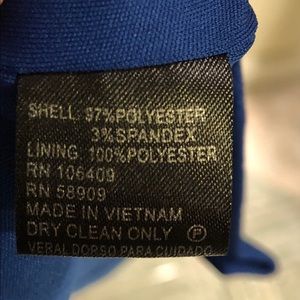 SHELL: 97%POLYESTER
3%SPANDEX
LINING: 100%POLYESTER
RN 106409
RN 58909
MADE IN VIETNAM
DRY CLEAN ONLY Ⓟ
VERAL DORSO PARA CUIDADO